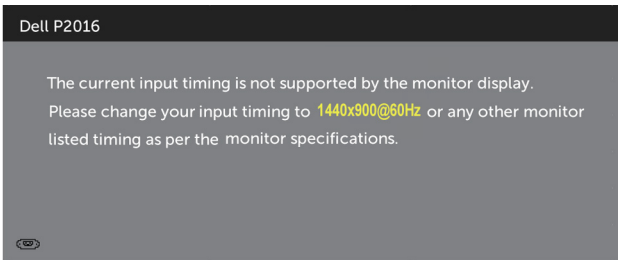 Dell P2016
The current input timing is not supported by the monitor display.
Please change your input timing to 1440x900@60Hz or any other monitor
listed timing as per the monitor specifications.